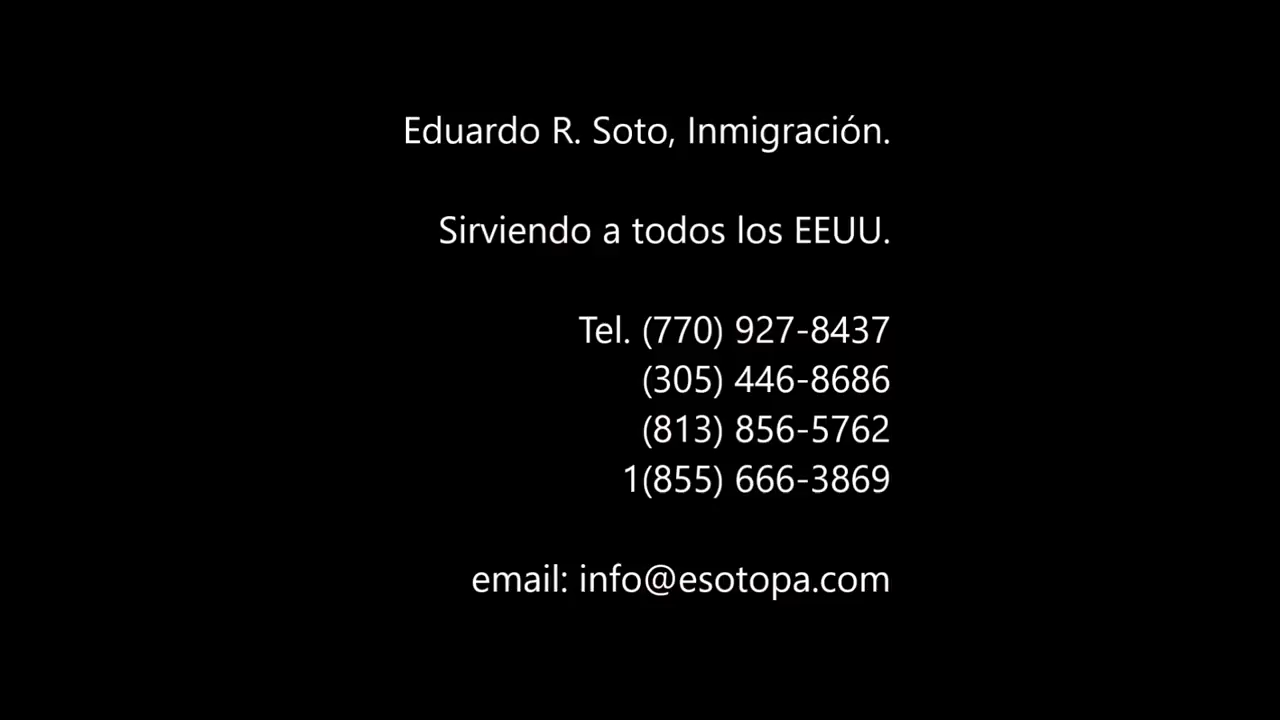 Eduardo R. Soto, Inmigración.
Sirviendo a todos los EEUU.
Tel. (770) 927-8437
(305) 446-8686
(813) 856-5762
1(855) 666-3869
email: info@esotopa.com